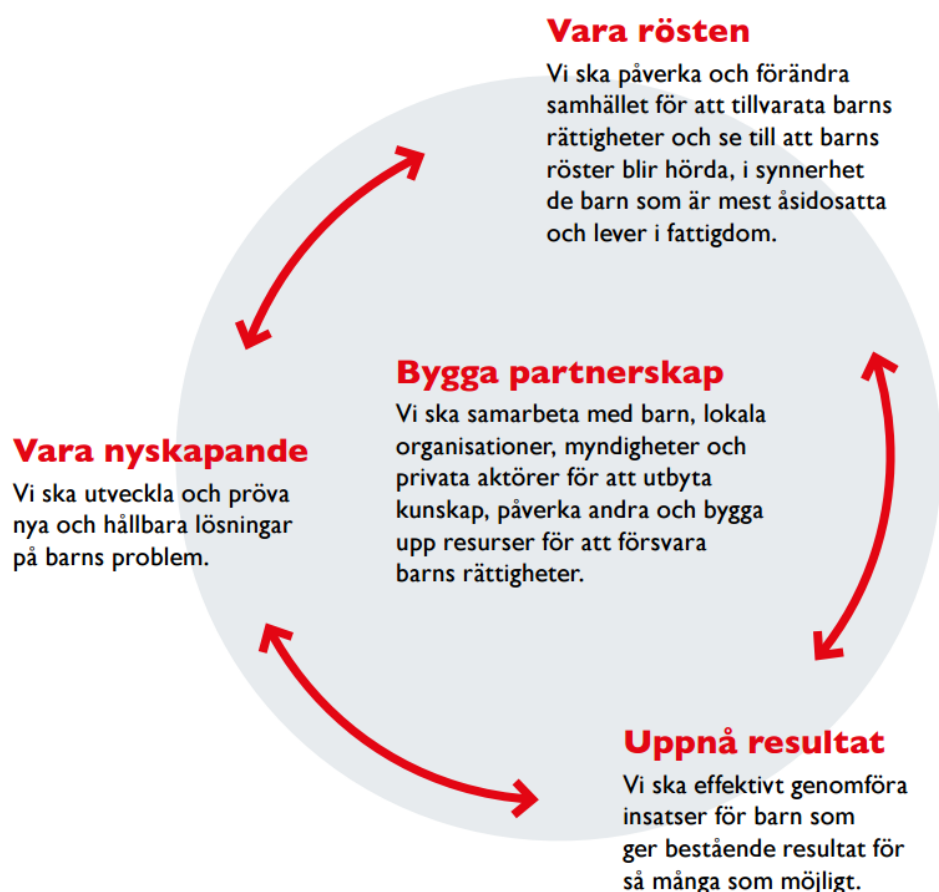 Vara rösten
Vi ska påverka och förändra
samhället för att tillvarata barns
rättigheter och se till att barns
röster blir hörda, i synnerhet
de barn som är mest åsidosatta
och lever i fattigdom.
Bygga partnerskap
Vi ska samarbeta med barn, lokala
organisationer, myndigheter och
privata aktörer för att utbyta
kunskap, påverka andra och bygga
upp resurser för att försvara
barns rättigheter.
Vara nyskapande
Vi ska utveckla och pröva
nya och hållbara lösningar
på barns problem.
Uppnå resultat
Vi ska effektivt genomföra
insatser för barn som
ger bestående resultat för
så många som möjligt.